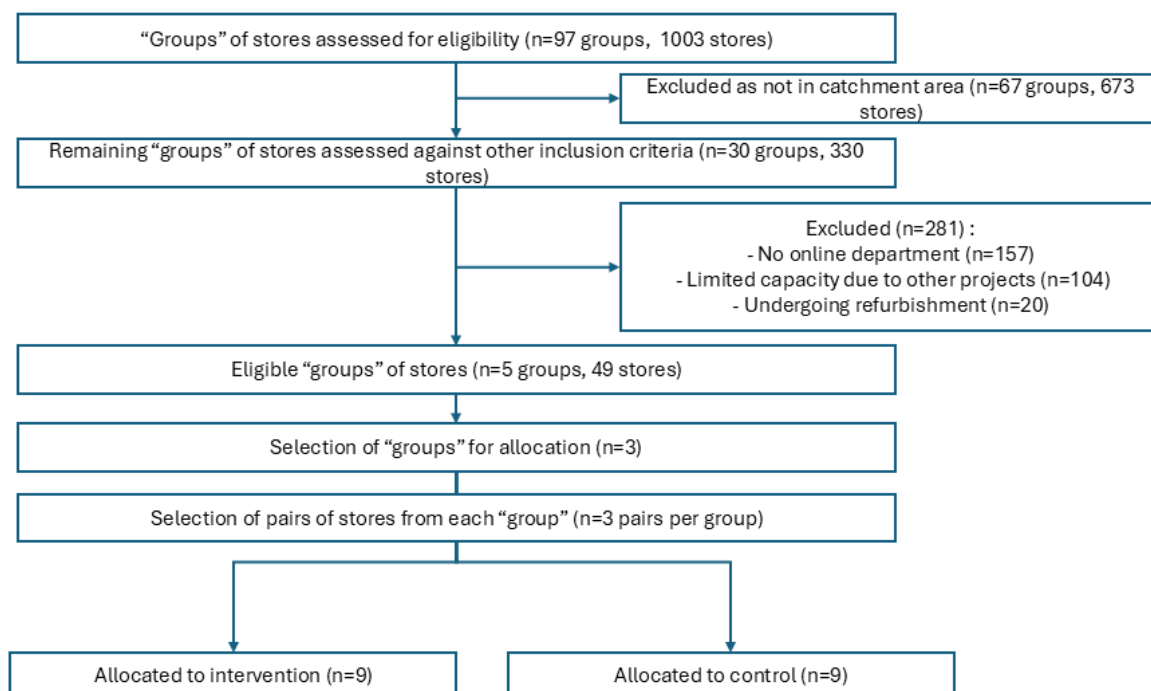 “Groups” of stores assessed for eligibility (n=97 groups,  1003 stores)
Excluded as not in catchment area (n=67 groups, 673
stores)
Remaining “groups” of stores assessed against other inclusion criteria (n=30 groups, 330
stores)
Excluded (n=281) :
- No online department (n=157)
- Limited capacity due to other projects (n=104)
- Undergoing refurbishment (n=20)
Eligible “groups” of stores (n=5 groups, 49 stores)
Selection of “groups” for allocation (n=3)
Selection of pairs of stores from each “group” (n=3 pairs per group)
Allocated to intervention (n=9)
Allocated to control (n=9)